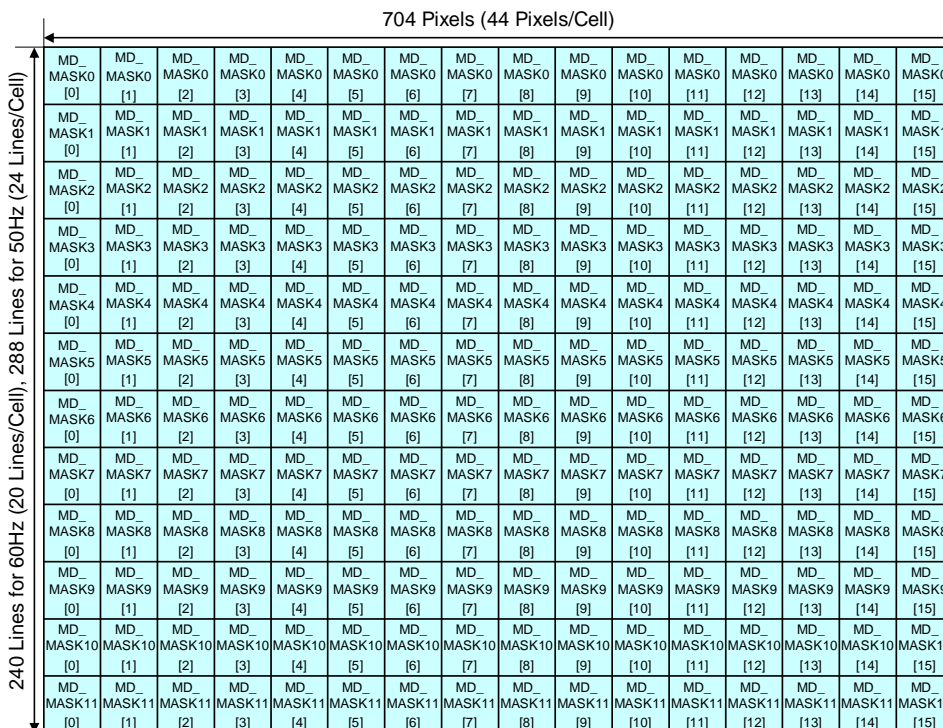 704 Pixels (44 Pixels/Cell)
240 Lines for 60Hz (20 Lines/Cell), 288 Lines for 50Hz (24 Lines/Cell)
MD_ MD_ MD_ MD_ MD_ MD_ MD_ MD_ MD_ MD_ MD_ MD_ MD_ MD_ MD_ MD_
MASK0 MASK0 MASK0 MASK0 MASK0 MASK0 MASK0 MASK0 MASK0 MASK0 MASK0 MASK0 MASK0 MASK0 MASK0 MASK0
[0] [1] [2] [3] [4] [5] [6] [7] [8] [9] [10] [11] [12] [13] [14] [15]
MD_ MD_ MD_ MD_ MD_ MD_ MD_ MD_ MD_ MD_ MD_ MD_ MD_ MD_ MD_ MD_
MASK1 MASK1 MASK1 MASK1 MASK1 MASK1 MASK1 MASK1 MASK1 MASK1 MASK1 MASK1 MASK1 MASK1 MASK1 MASK1
[0] [1] [2] [3] [4] [5] [6] [7] [8] [9] [10] [11] [12] [13] [14] [15]
MD_ MD_ MD_ MD_ MD_ MD_ MD_ MD_ MD_ MD_ MD_ MD_ MD_ MD_ MD_ MD_
MASK2 MASK2 MASK2 MASK2 MASK2 MASK2 MASK2 MASK2 MASK2 MASK2 MASK2 MASK2 MASK2 MASK2 MASK2 MASK2
[0] [1] [2] [3] [4] [5] [6] [7] [8] [9] [10] [11] [12] [13] [14] [15]
MD_ MD_ MD_ MD_ MD_ MD_ MD_ MD_ MD_ MD_ MD_ MD_ MD_ MD_ MD_ MD_
MASK3 MASK3 MASK3 MASK3 MASK3 MASK3 MASK3 MASK3 MASK3 MASK3 MASK3 MASK3 MASK3 MASK3 MASK3 MASK3
[0] [1] [2] [3] [4] [5] [6] [7] [8] [9] [10] [11] [12] [13] [14] [15]
MD_ MD_ MD_ MD_ MD_ MD_ MD_ MD_ MD_ MD_ MD_ MD_ MD_ MD_ MD_ MD_
MASK4 MASK4 MASK4 MASK4 MASK4 MASK4 MASK4 MASK4 MASK4 MASK4 MASK4 MASK4 MASK4 MASK4 MASK4 MASK4
[0] [1] [2] [3] [4] [5] [6] [7] [8] [9] [10] [11] [12] [13] [14] [15]
MD_ MD_ MD_ MD_ MD_ MD_ MD_ MD_ MD_ MD_ MD_ MD_ MD_ MD_ MD_ MD_
MASK5 MASK5 MASK5 MASK5 MASK5 MASK5 MASK5 MASK5 MASK5 MASK5 MASK5 MASK5 MASK5 MASK5 MASK5 MASK5
[0] [1] [2] [3] [4] [5] [6] [7] [8] [9] [10] [11] [12] [13] [14] [15]
MD_ MD_ MD_ MD_ MD_ MD_ MD_ MD_ MD_ MD_ MD_ MD_ MD_ MD_ MD_ MD_
MASK6 MASK6 MASK6 MASK6 MASK6 MASK6 MASK6 MASK6 MASK6 MASK6 MASK6 MASK6 MASK6 MASK6 MASK6 MASK6
[0] [1] [2] [3] [4] [5] [6] [7] [8] [9] [10] [11] [12] [13] [14] [15]
MD_ MD_ MD_ MD_ MD_ MD_ MD_ MD_ MD_ MD_ MD_ MD_ MD_ MD_ MD_ MD_
MASK7 MASK7 MASK7 MASK7 MASK7 MASK7 MASK7 MASK7 MASK7 MASK7 MASK7 MASK7 MASK7 MASK7 MASK7 MASK7
[0] [1] [2] [3] [4] [5] [6] [7] [8] [9] [10] [11] [12] [13] [14] [15]
MD_ MD_ MD_ MD_ MD_ MD_ MD_ MD_ MD_ MD_ MD_ MD_ MD_ MD_ MD_ MD_
MASK8 MASK8 MASK8 MASK8 MASK8 MASK8 MASK8 MASK8 MASK8 MASK8 MASK8 MASK8 MASK8 MASK8 MASK8 MASK8
[0] [1] [2] [3] [4] [5] [6] [7] [8] [9] [10] [11] [12] [13] [14] [15]
MD_ MD_ MD_ MD_ MD_ MD_ MD_ MD_ MD_ MD_ MD_ MD_ MD_ MD_ MD_ MD_
MASK9 MASK9 MASK9 MASK9 MASK9 MASK9 MASK9 MASK9 MASK9 MASK9 MASK9 MASK9 MASK9 MASK9 MASK9 MASK9
[0] [1] [2] [3] [4] [5] [6] [7] [8] [9] [10] [11] [12] [13] [14] [15]
MD_ MD_ MD_ MD_ MD_ MD_ MD_ MD_ MD_ MD_ MD_ MD_ MD_ MD_ MD_ MD_
MASK10 MASK10 MASK10 MASK10 MASK10 MASK10 MASK10 MASK10 MASK10 MASK10 MASK10 MASK10 MASK10 MASK10 MASK10 MASK1
[0] [1] [2] [3] [4] [5] [6] [7] [8] [9] [10] [11] [12] [13] [14] [15]
MD_ MD_ MD_ MD_ MD_ MD_ MD_ MD_ MD_ MD_ MD_ MD_ MD_ MD_ MD_ MD_
MASK11 MASK11 MASK11 MASK11 MASK11 MASK11 MASK11 MASK11 MASK11 MASK11 MASK11 MASK11 MASK11 MASK11 MASK11 MASK1
[0] [1] [2] [3] [4] [5] [6] [7] [8] [9] [10] [11] [12] [13] [14] [15]